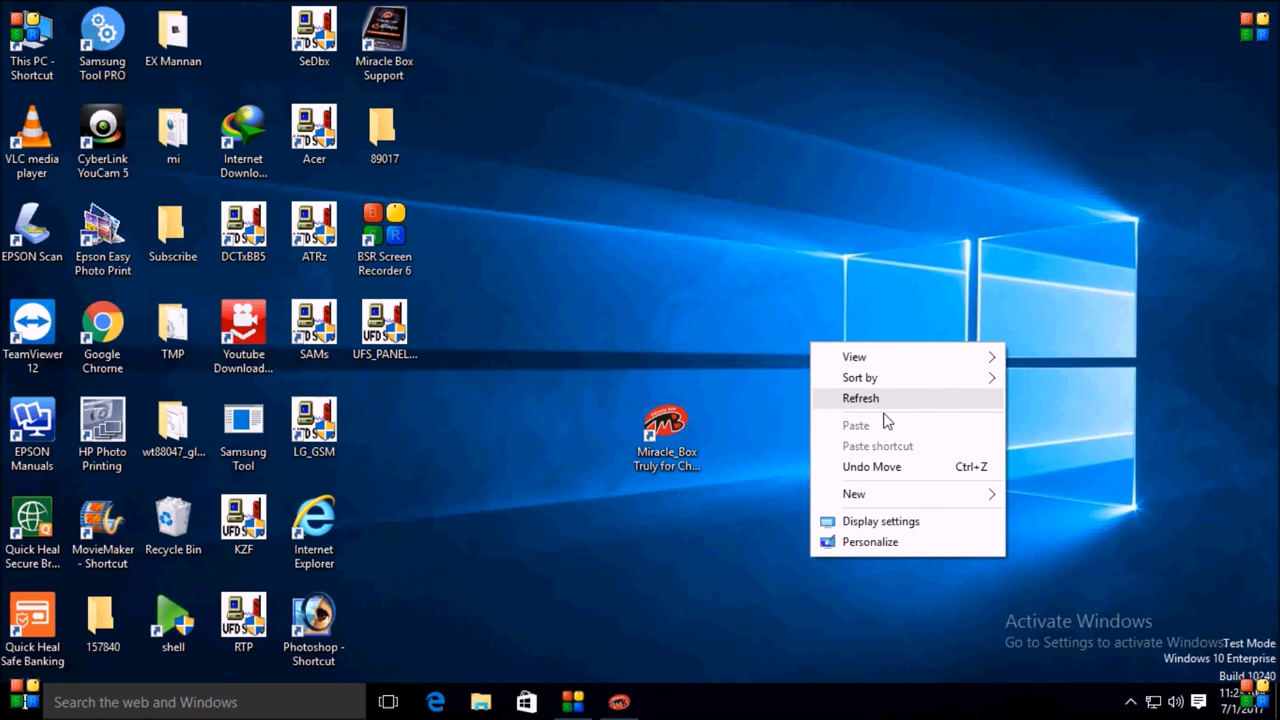 This PC -
Shortcut
Samsung
Tool PRO
EX Mannan
SeDbx
Miracle Box
Support
VLC media
player
CyberLink
YouCam 5
mi
Internet
Downlo...
Acer
89017
EPSON Scan
Epson Easy
Photo Print
Subscribe
DCTxBB5
ATRz
BSR Screen
Recorder 6
TeamViewer
12
Google
Chrome
TMP
Youtube
Download...
SAMs
UFS_PANEL...
EPSON
Manuals
HP Photo
Printing
wt88047_gl...
Samsung
Tool
LG_GSM
Miracle_Box
Truly for Ch...
Quick Heal
Secure Br...
MovieMaker
- Shortcut
Recycle Bin
KZF
Internet
Explorer
Quick Heal
Safe Banking
157840
shell
RTP
Photoshop -
Shortcut
View
Sort by
Refresh
Paste
Paste shortcut
Undo Move Ctrl+Z
New
Display settings
Personalize
Activate Windows
Go to Settings to activate Windows
Test Mode
Windows 10 Enterprise
Build 10240
Search the web and Windows
7/1/2017